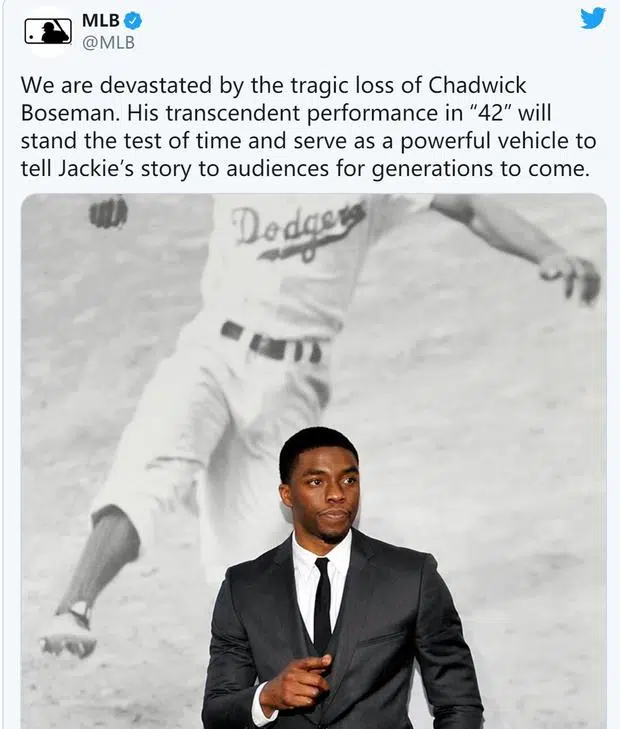 MLB
@MLB
We are devastated by the tragic loss of Chadwick
Boseman. His transcendent performance in “42” will
stand the test of time and serve as a powerful vehicle to
tell Jackie’s story to audiences for generations to come.
Dodgers